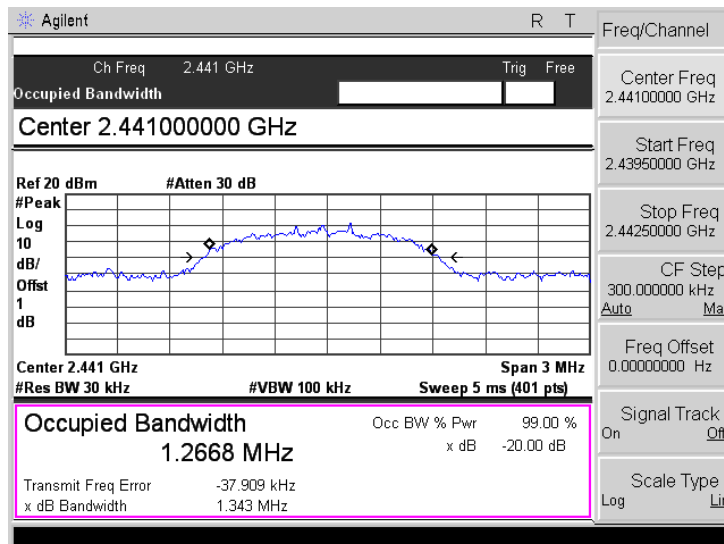 Agilent R T
Ch Freq 2.441 GHz Trig Free
Occupied Bandwidth
Center 2.441000000 GHz
Ref 20 dBm #Atten 30 dB
#Peak
Log
10
dB/
Offst
1
dB
Center 2.441 GHz Span 3 MHz
#Res BW 30 kHz #VBW 100 kHz Sweep 5 ms (401 pts)
Occupied Bandwidth Occ BW % Pwr 99.00 %
1.2668 MHz x dB -20.00 dB
Transmit Freq Error -37.909 kHz
x dB Bandwidth 1.343 MHz
Freq/Channel
Center Freq
2.44100000 GHz
Start Freq
2.43950000 GHz
Stop Freq
2.44250000 GHz
CF Step
300.000000 kHz
Auto Ma
Freq Offset
0.00000000 Hz
Signal Track
On Off
Scale Type
Log Lin